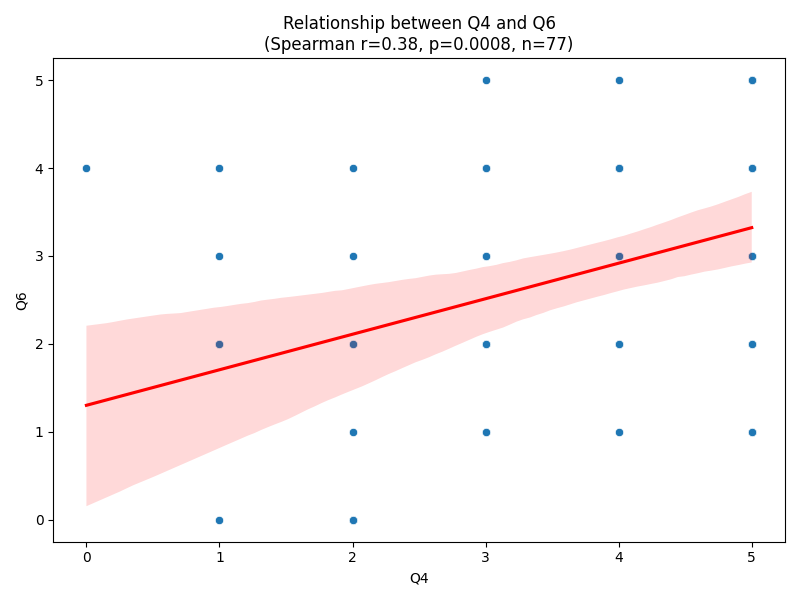 Relationship between Q4 and Q6
(Spearman r=0.38, p=0.0008, n=77)
5
4
3
2
1
0
Q6
0 1 2 3 4 5
Q4